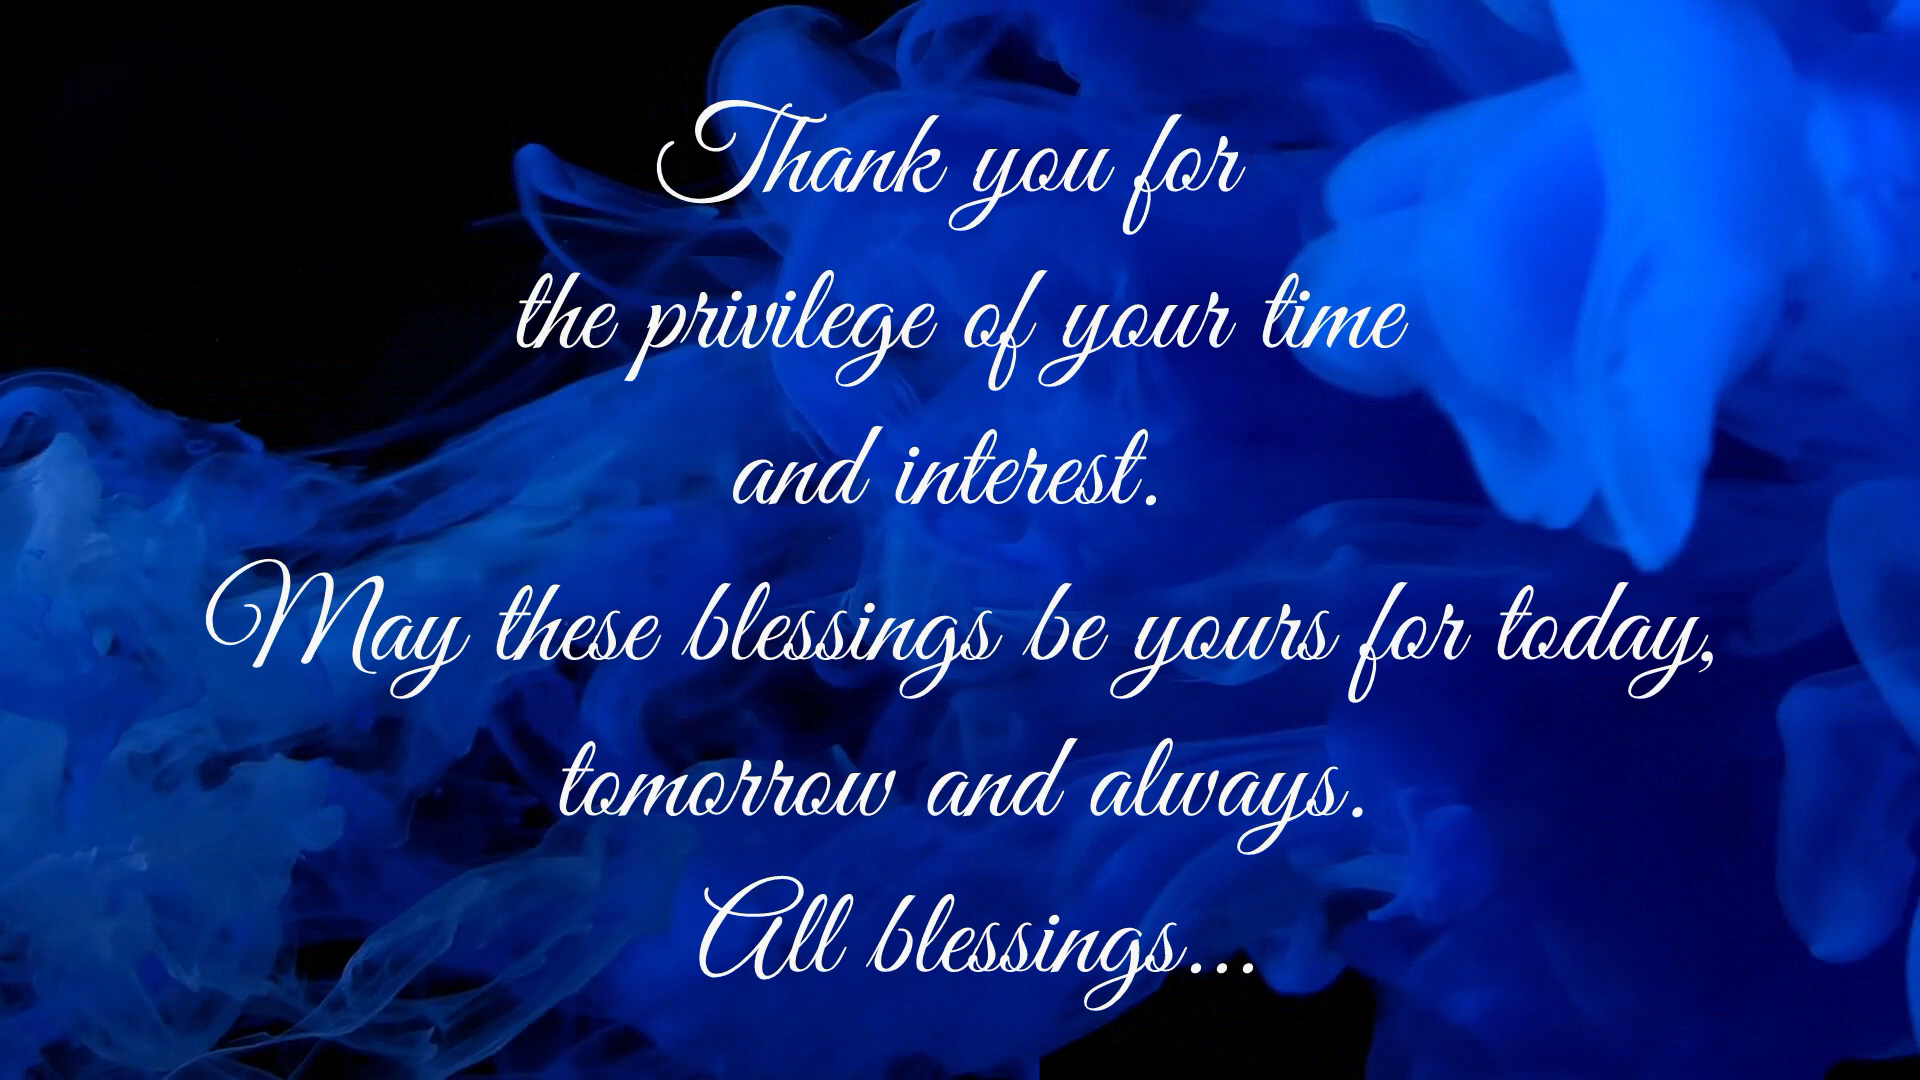 Thank you for
the privilege of your time
and interest.
May these blessings be yours for today,
tomorrow and always.
All blessings...